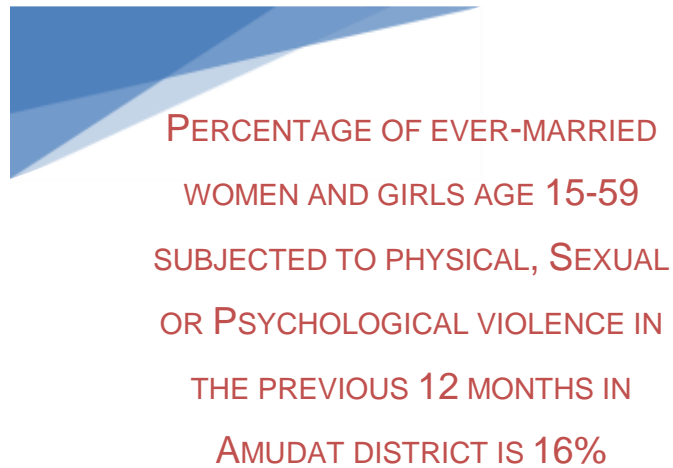 PERCENTAGE OF EVER-MARRIED
WOMEN AND GIRLS AGE 15-59
SUBJECTED TO PHYSICAL, SEXUAL
OR PSYCHOLOGICAL VIOLENCE IN
THE PREVIOUS 12 MONTHS IN
AMUDAT DISTRICT IS 16%